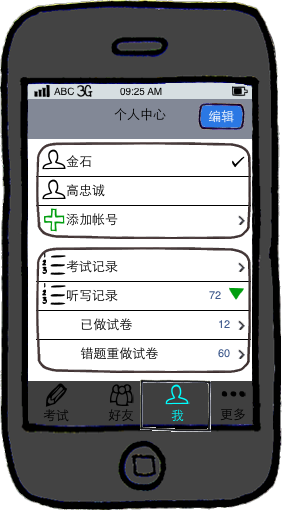 ABC 3G 09:25 AM
个人中心 编辑
金石
高忠诚
添加帐号
考试记录
听写记录 72
已做试卷 12
错题重做试卷 60
考试 好友 我 更多